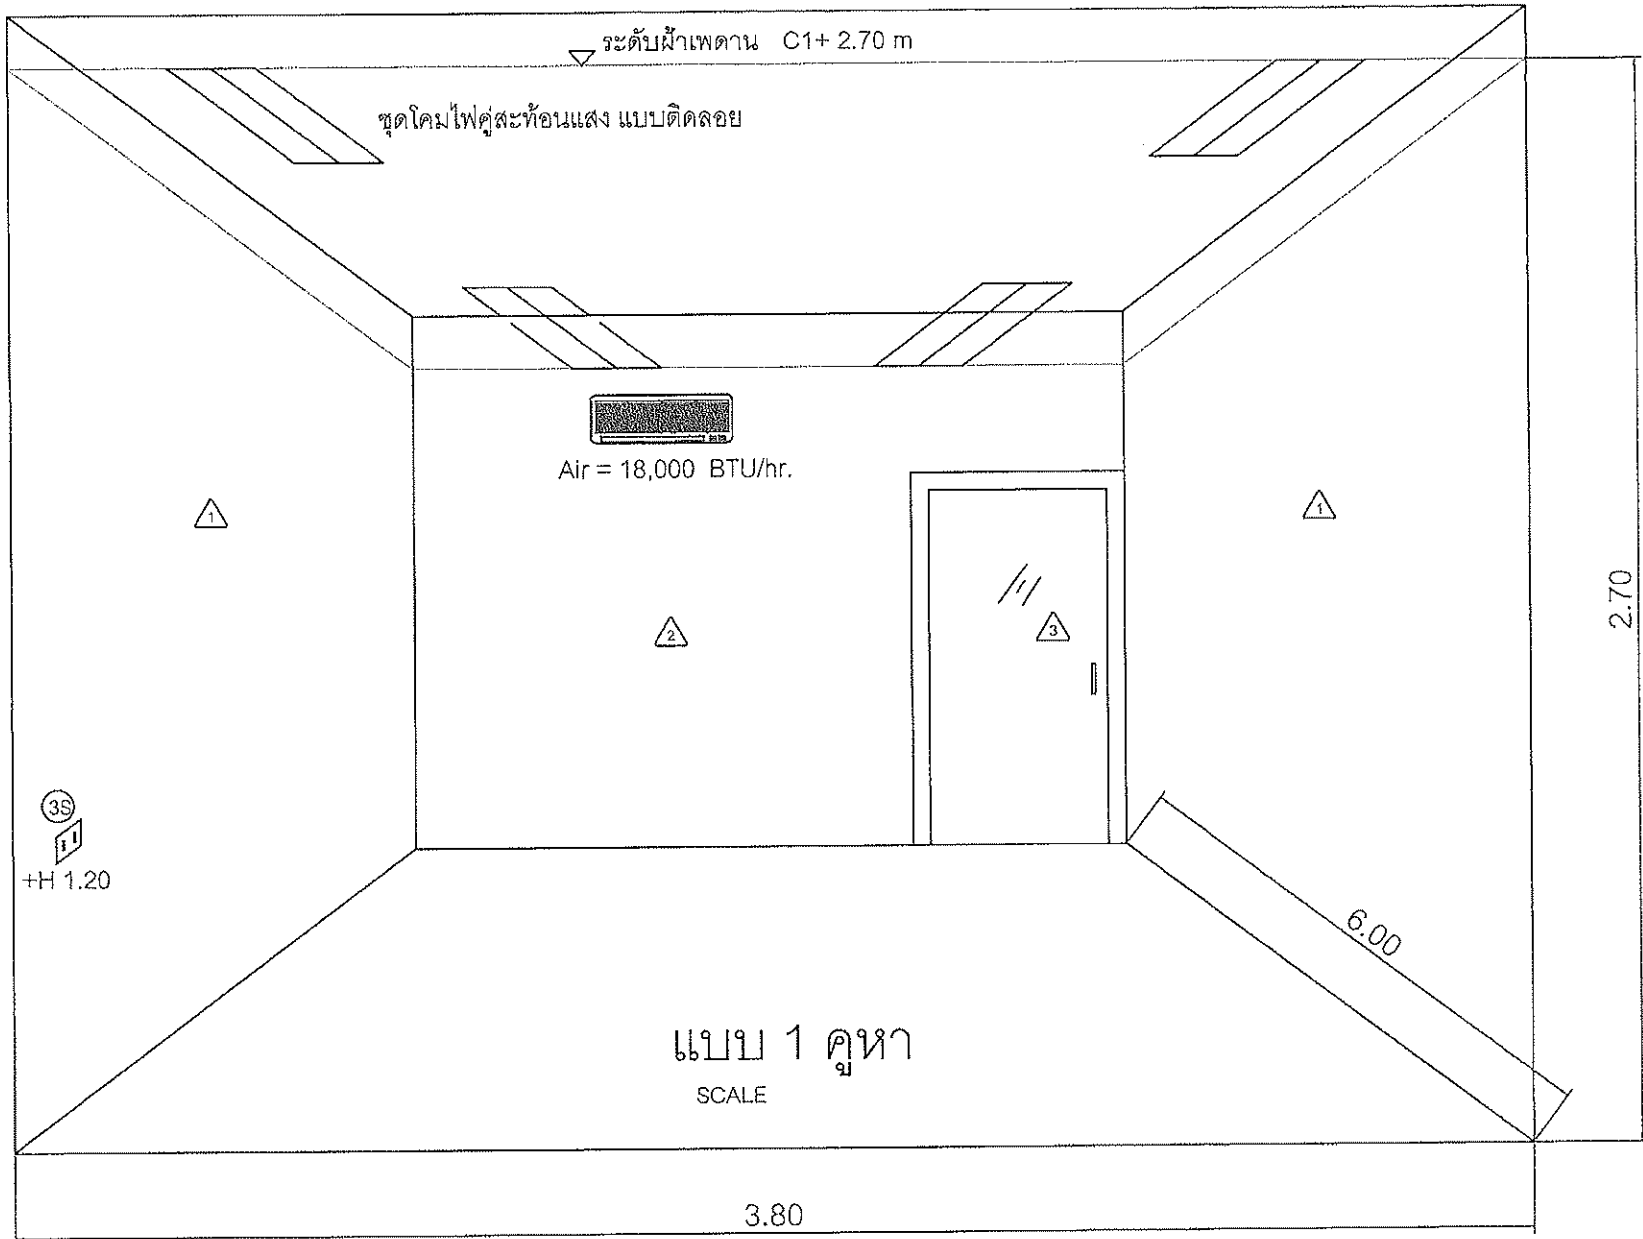 ระดับฝ้าเพดาน C1+ 2.70 m
ชุดโคมไฟคู่สะท้อนแสง แบบติดลอย
Air = 18,000 BTU/hr.
1
1
2
3
2.70
3S
+H 1.20
6.00
แบบ 1 คูหา
SCALE
3.80